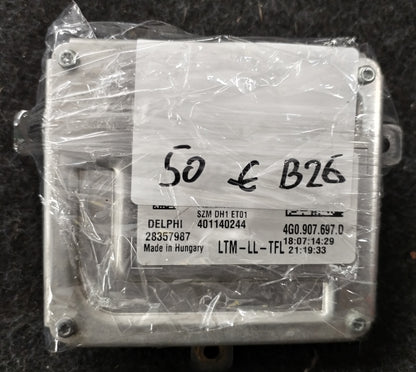 50 € B26
SZM DH1 ET01
DELPHI 401140244 4G0.907.697.D
28357987 18:07:14:29
Made in Hungary LTM-LL-TFL 21:19:33